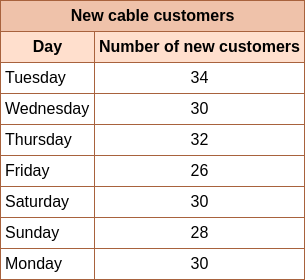 New cable customers
Day Number of new customers
Tuesday 34
Wednesday 30
Thursday 32
Friday 26
Saturday 30
Sunday 28
Monday 30